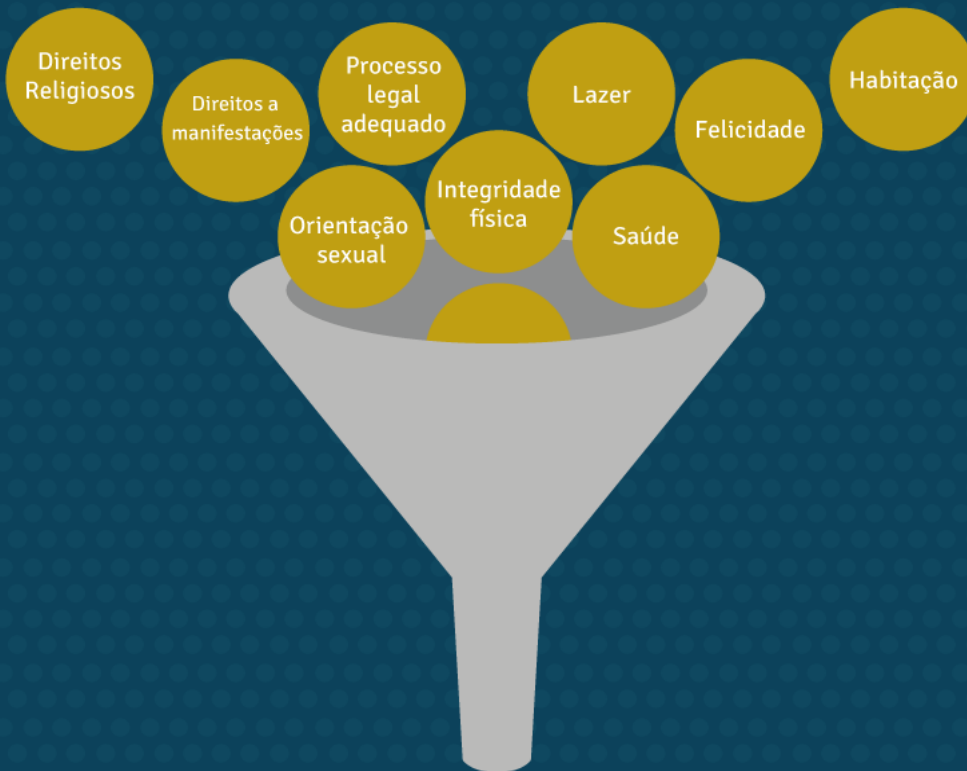 Direitos
Religiosos
Direitos a
manifestações
Processo
legal
adequado
Lazer
Felicidade
Habitação
Orientação
sexual
Integridade
física
Saúde